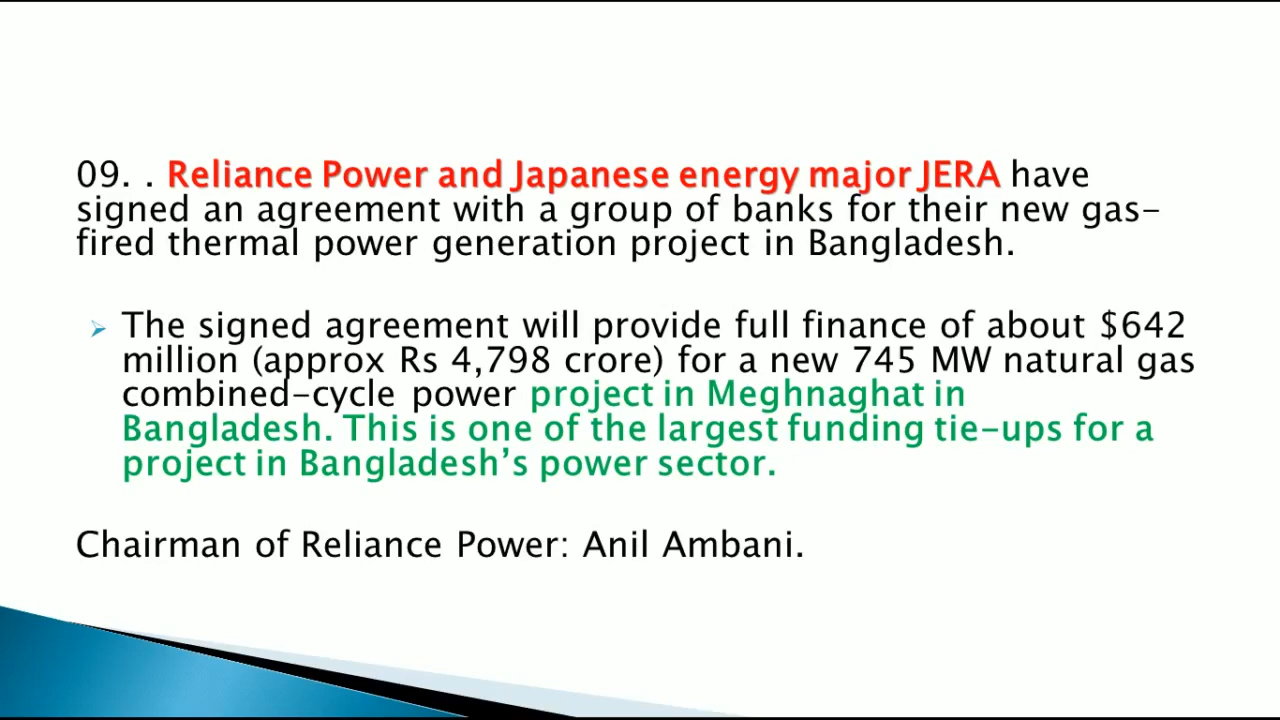 09. . Reliance Power and Japanese energy major JERA have
signed an agreement with a group of banks for their new gas-
fired thermal power generation project in Bangladesh.
The signed agreement will provide full finance of about $642
million (approx Rs 4,798 crore) for a new 745 MW natural gas
combined-cycle power project in Meghnaghat in
Bangladesh. This is one of the largest funding tie-ups for a
project in Bangladesh’s power sector.
Chairman of Reliance Power: Anil Ambani.